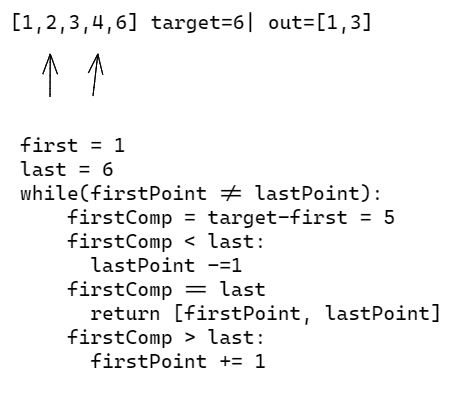 [1,2,3,4,6] target=6| out=[1,3]
first = 1
last = 6
while(firstPoint ≠ lastPoint):
firstComp = target-first = 5
firstComp < last:
lastPoint -=1
firstComp == last
return [firstPoint, lastPoint]
firstComp > last:
firstPoint += 1